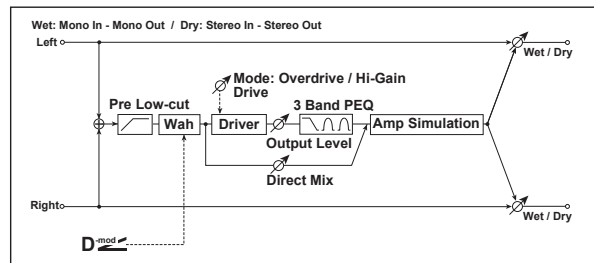 Wet: Mono In - Mono Out / Dry: Stereo In - Stereo Out
Left
Wet / Dry
Mode: Overdrive / Hi-Gain
Drive
Pre Low-cut
3 Band PEQ
Wah
Driver
Amp Simulation
Output Level
Direct Mix
Right
Wet / Dry
D-mod